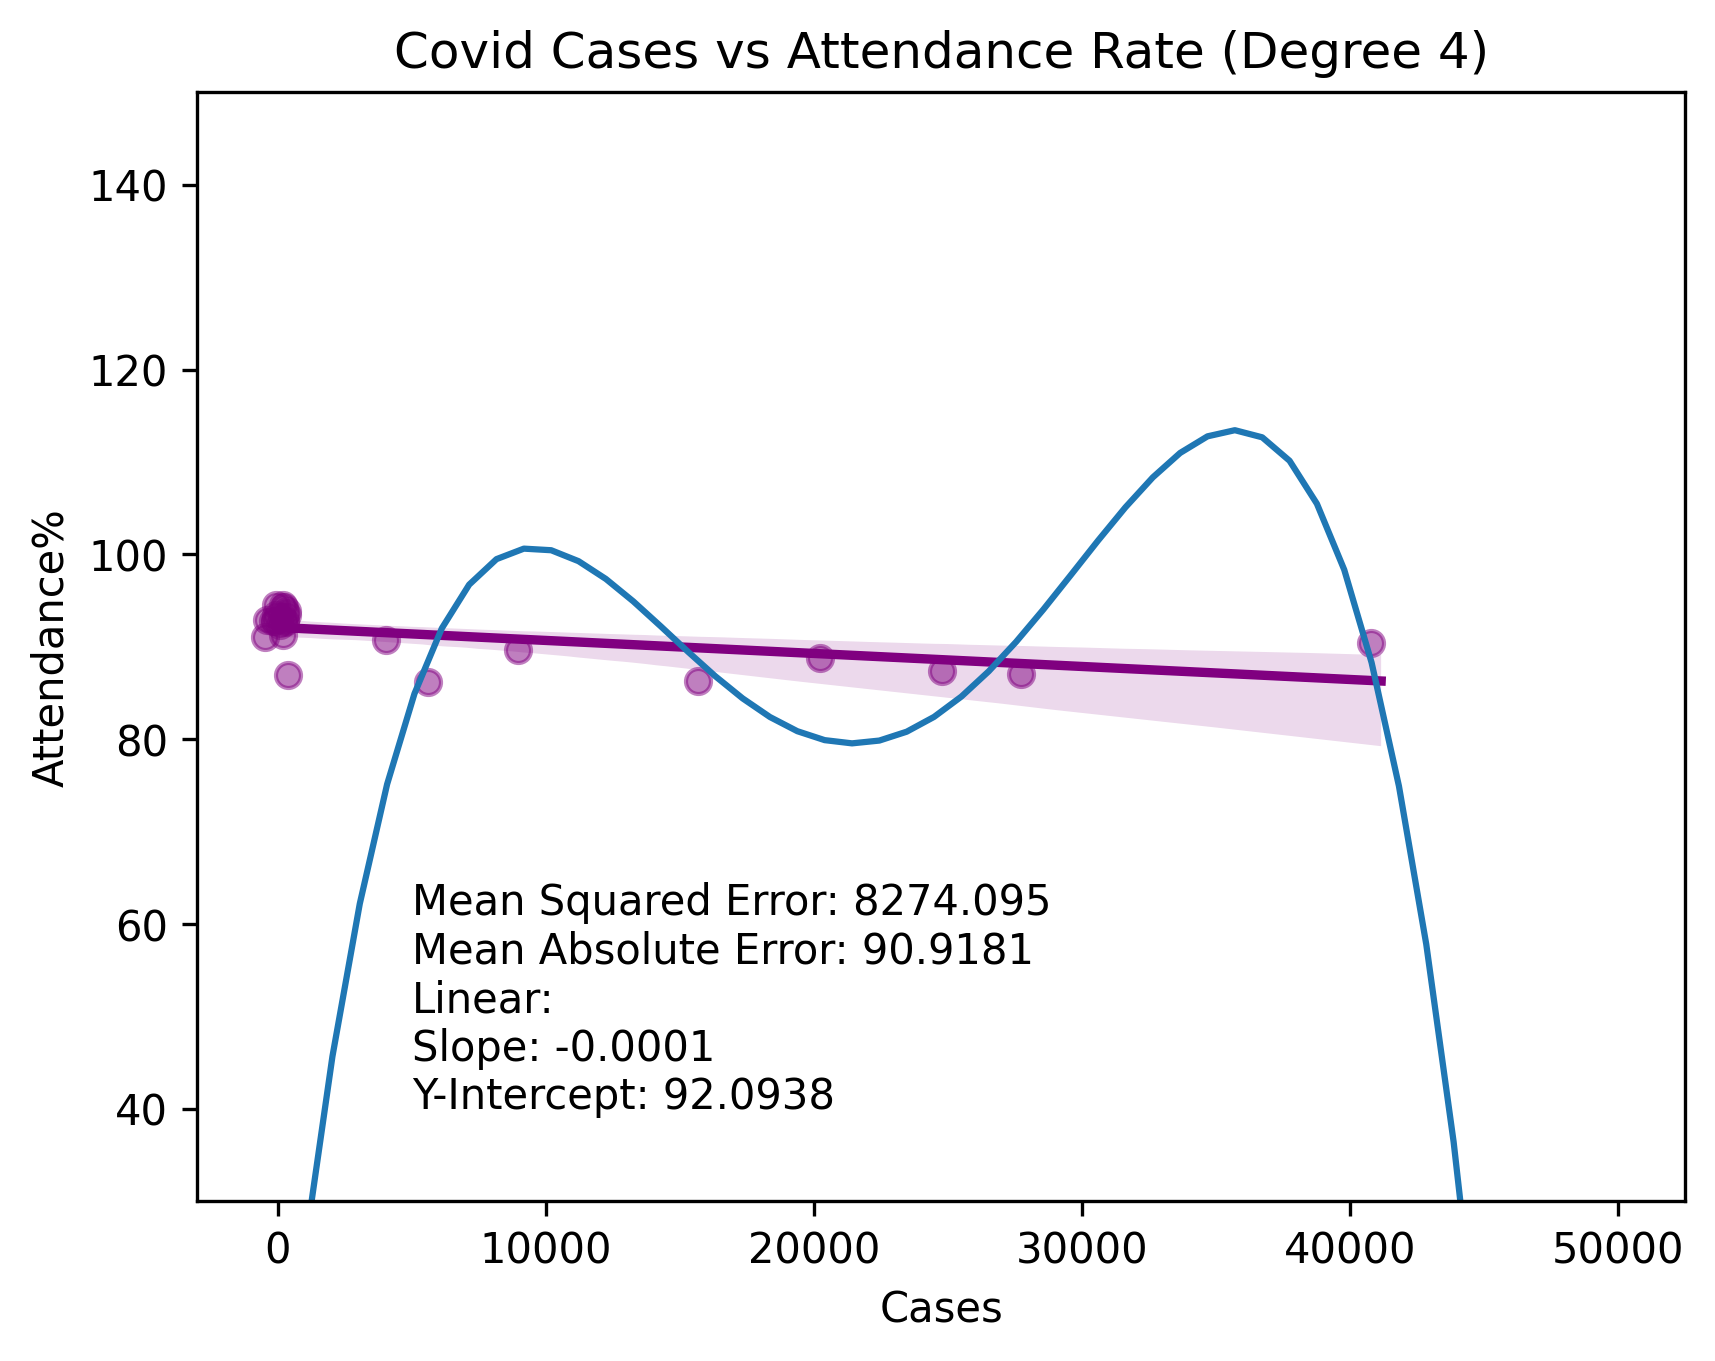 Covid Cases vs Attendance Rate (Degree 4)
140
120
100
80
60
40
Attendance%
Mean Squared Error: 8274.095
Mean Absolute Error: 90.9181
Linear:
Slope: -0.0001
Y-Intercept: 92.0938
0 10000 20000 30000 40000 50000
Cases